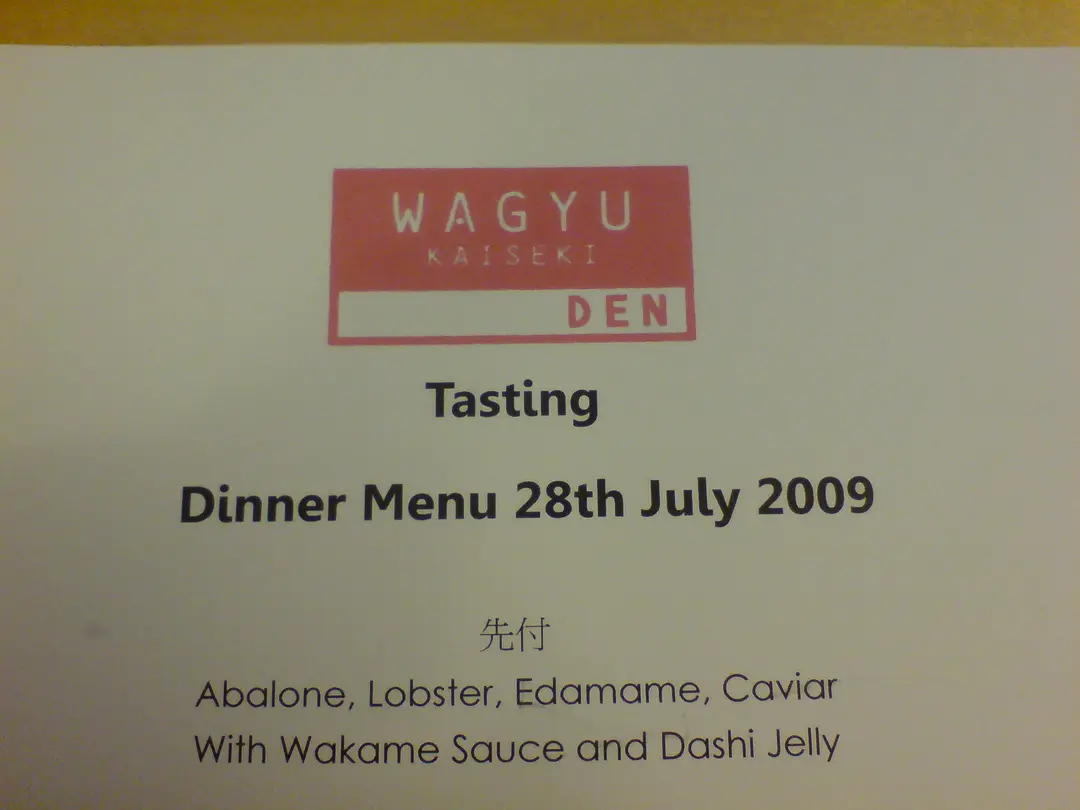 WAGYU
KAISEKI
DEN
Tasting
Dinner Menu 28th July 2009
先付
Abalone, Lobster, Edamame, Caviar
With Wakame Sauce and Dashi Jelly